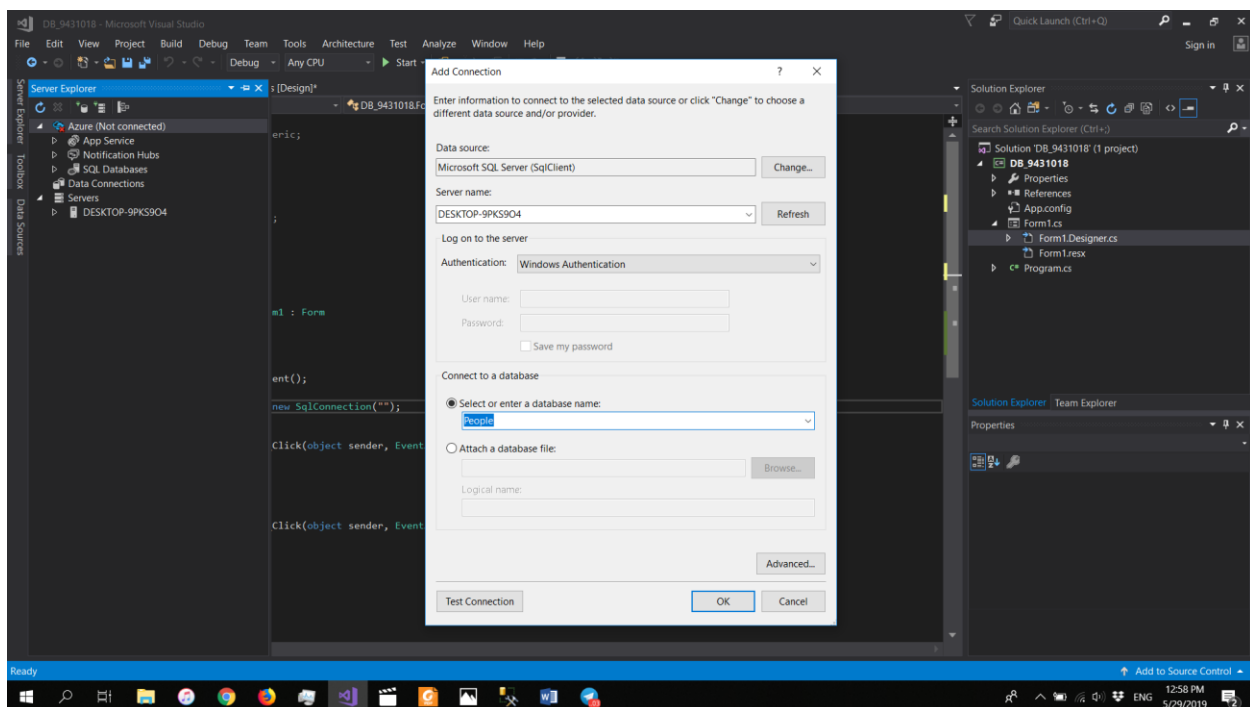 DB_9431018 - Microsoft Visual Studio
Quick Launch (Ctrl+Q)
File Edit View Project Build Debug Team Tools Architecture Test Analyze Window Help
Sign in
Debug Any CPU Start
Server Explorer
Toolbox
Data Sources
Server Explorer
Azure (Not connected)
App Service
Notification Hubs
SQL Databases
Data Connections
Servers
DESKTOP-9PKS9O4
s [Design]*
DB_9431018.Fo
eric;
;
m1 : Form
ent();
new SqlConnection("");
Click(object sender, Event
Click(object sender, Event
Add Connection
Enter information to connect to the selected data source or click "Change" to choose a
different data source and/or provider.
Data source:
Microsoft SQL Server (SqlClient) Change...
Server name:
DESKTOP-9PKS9O4 Refresh
Log on to the server
Authentication: Windows Authentication
User name:
Password:
Save my password
Connect to a database
Select or enter a database name:
People
Attach a database file:
Browse...
Logical name:
Advanced...
Test Connection OK Cancel
Solution Explorer
Search Solution Explorer (Ctrl+;)
Solution 'DB_9431018' (1 project)
DB_9431018
Properties
References
App.config
Form1.cs
Form1.Designer.cs
Form1.resx
Program.cs
Solution Explorer Team Explorer
Properties
Ready
Add to Source Control
ENG
12:58 PM
5/29/2019